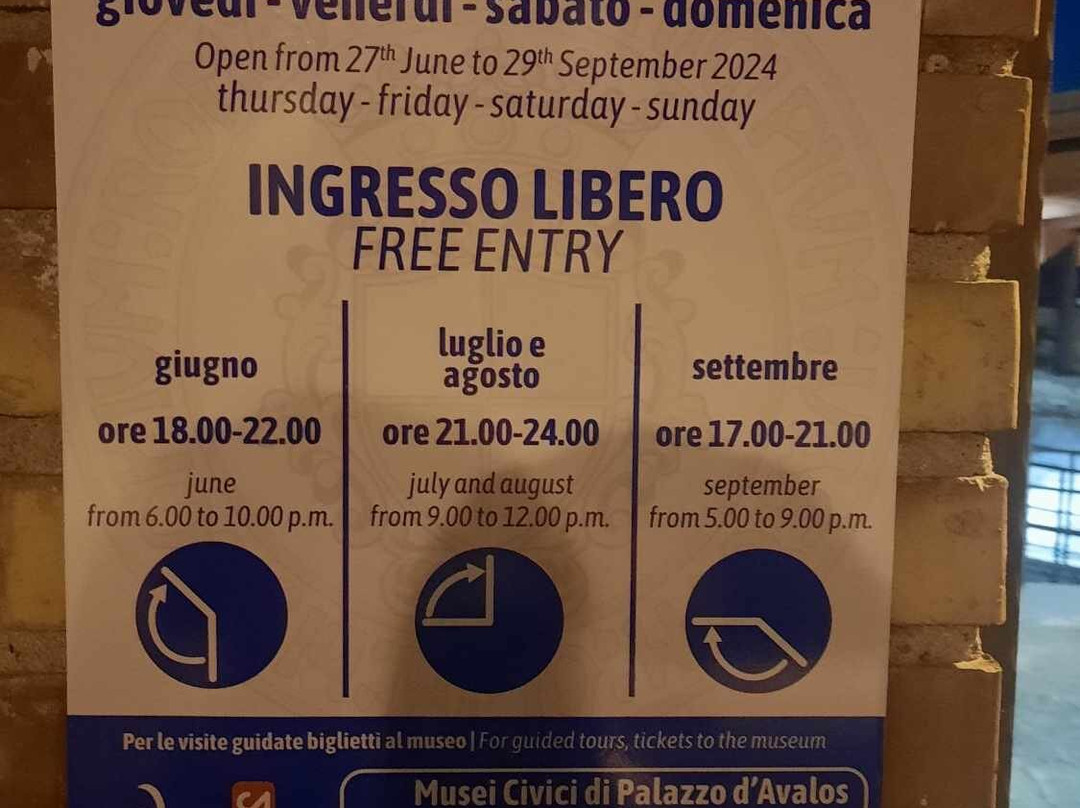 giovedì - venerdì - sabato - domenica
Open from 27th June to 29th September 2024
thursday - friday - saturday - sunday
INGRESSO LIBERO
FREE ENTRY
giugno
ore 18.00-22.00
june
from 6.00 to 10.00 p.m.
luglio e
agosto
ore 21.00-24.00
july and august
from 9.00 to 12.00 p.m.
settembre
ore 17.00-21.00
september
from 5.00 to 9.00 p.m.
Per le visite guidate biglietti al museo | For guided tours, tickets to the museum
Musei Civici di Palazzo d'Avalos